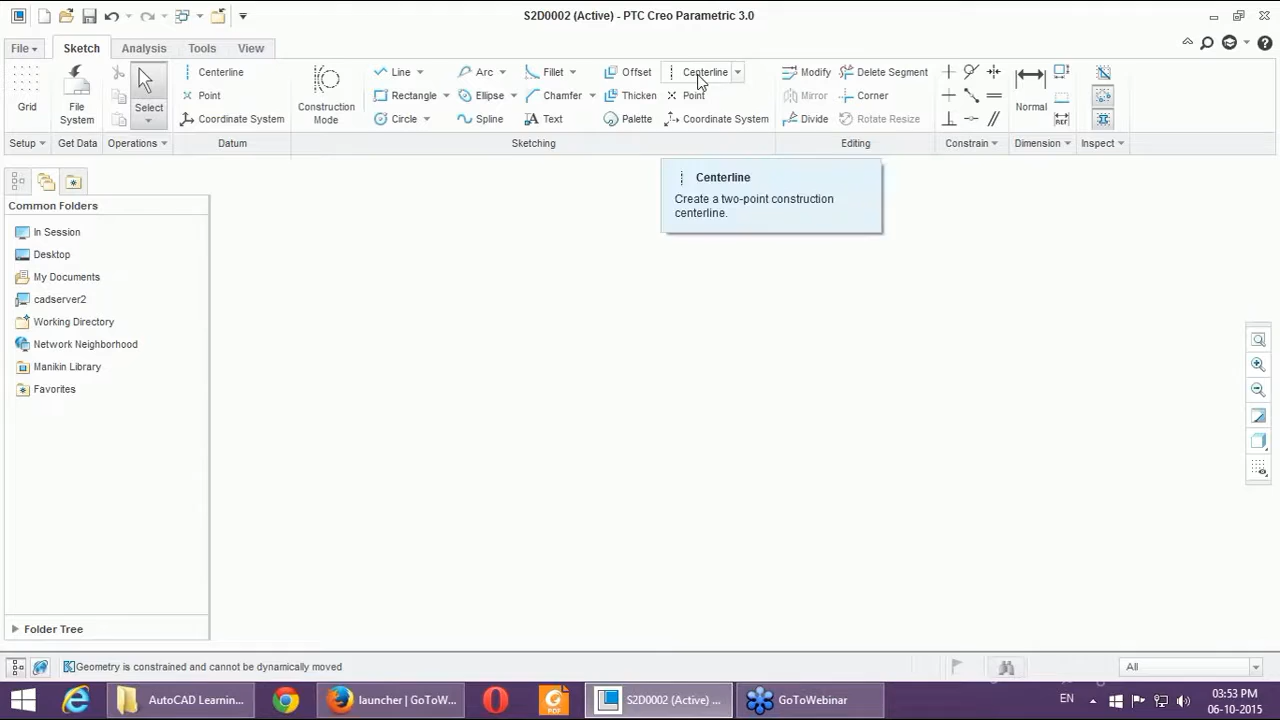 S2D0002 (Active) - PTC Creo Parametric 3.0
File Sketch Analysis Tools View
Grid
File System
Select
Centerline
Point
Coordinate System
Construction Mode
Line Arc Fillet Offset Centerline
Rectangle Ellipse Chamfer Thicken Point
Circle Spline Text Palette Coordinate System
Modify Delete Segment
Mirror Corner
Divide Rotate Resize
Normal
REF
Setup Get Data Operations Datum Sketching Editing Constrain Dimension Inspect
Centerline
Create a two-point construction
centerline.
Common Folders
In Session
Desktop
My Documents
cadserver2
Working Directory
Network Neighborhood
Manikin Library
Favorites
Folder Tree
Geometry is constrained and cannot be dynamically moved
All
AutoCAD Learnin... launcher | GoToW... PDF S2D0002 (Active) ... GoToWebinar EN 03:53 PM
06-10-2015